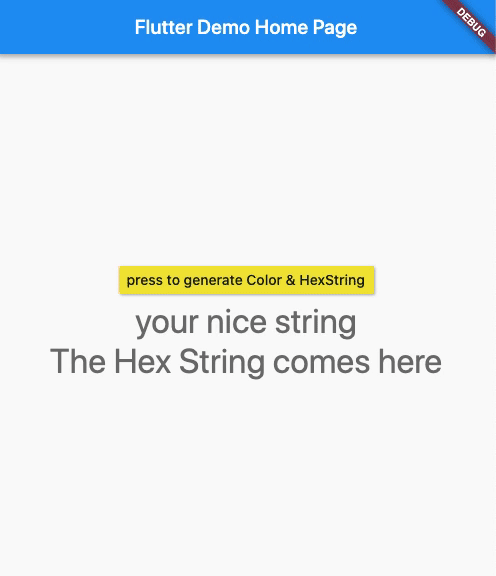 Flutter Demo Home Page
DEBUG
press to generate Color & HexString
your nice string
The Hex String comes here